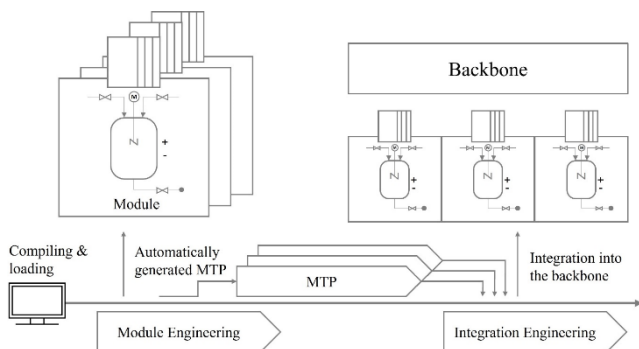 Backbone
M
M
M
M
+
-
+
-
+
-
+
-
Module
Compiling &
loading
Automatically
generated MTP
MTP
Integration into
the backbone
Module Engineering
Integration Engineering